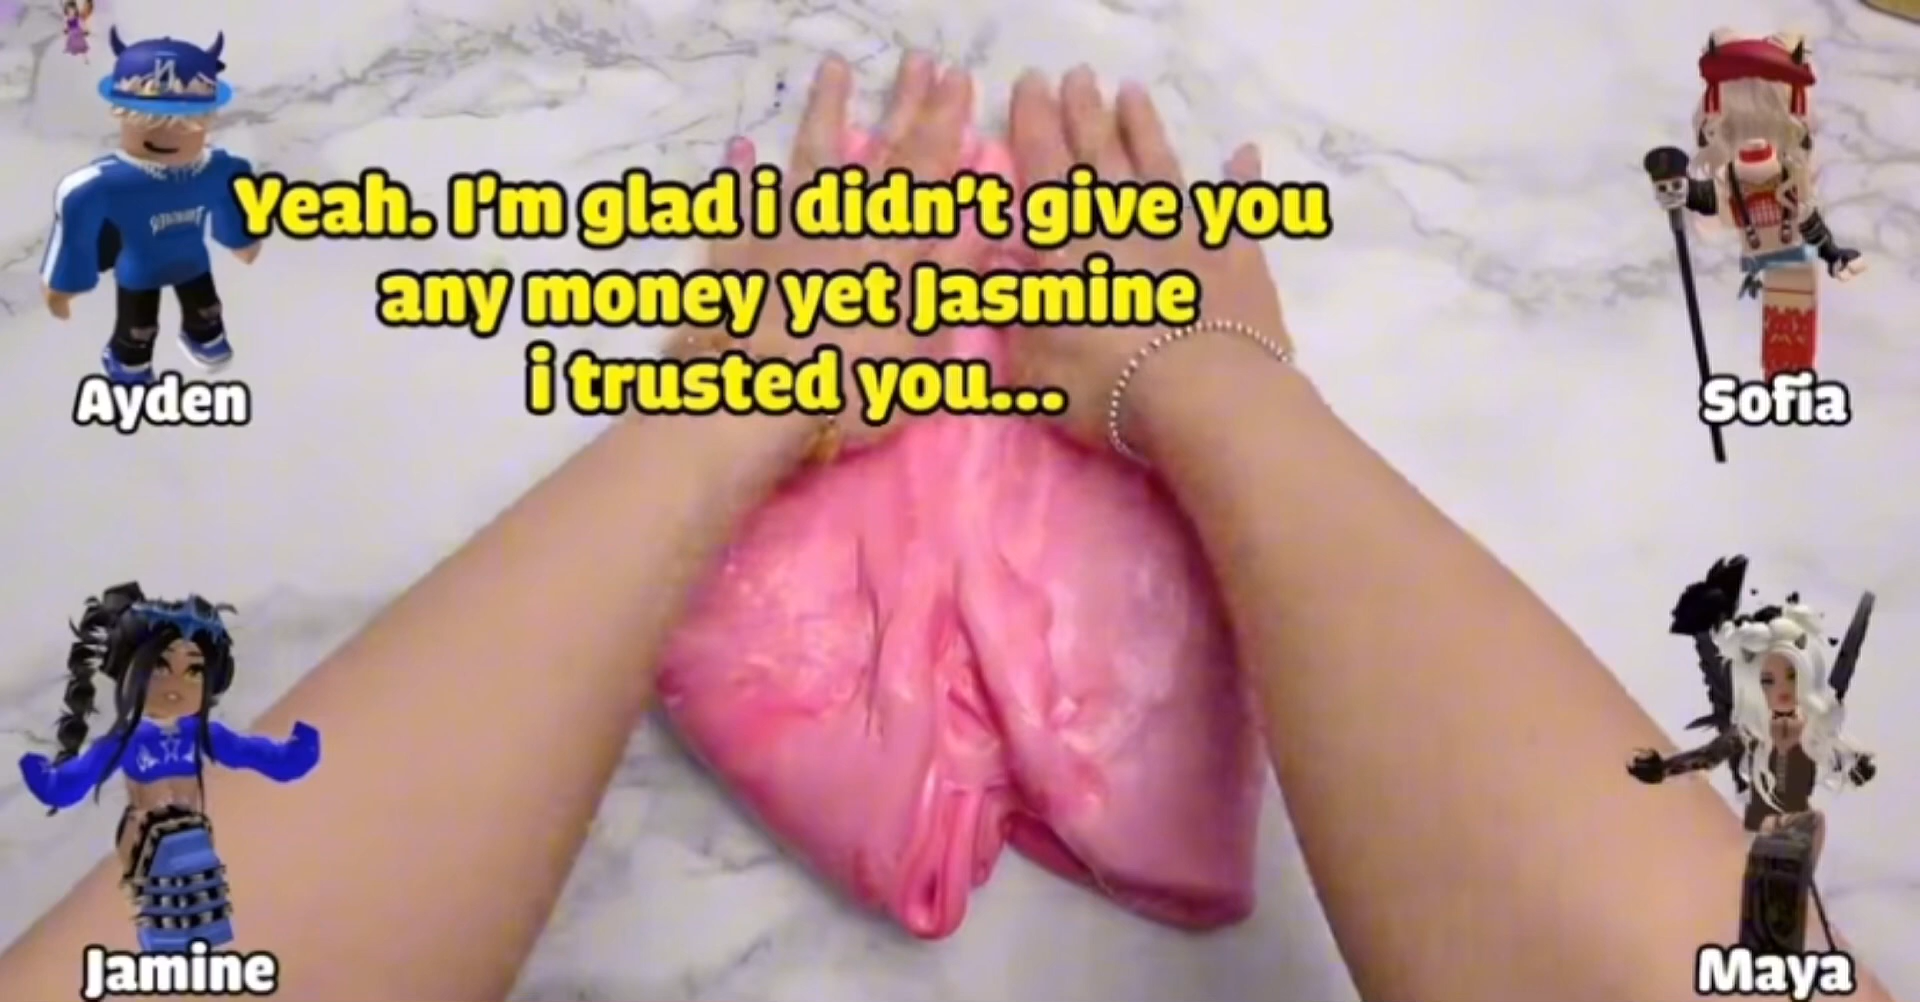 Yeah. I'm glad i didn't give you
any money yet Jasmine
i trusted you...
Ayden
Sofia
Jamine
Maya